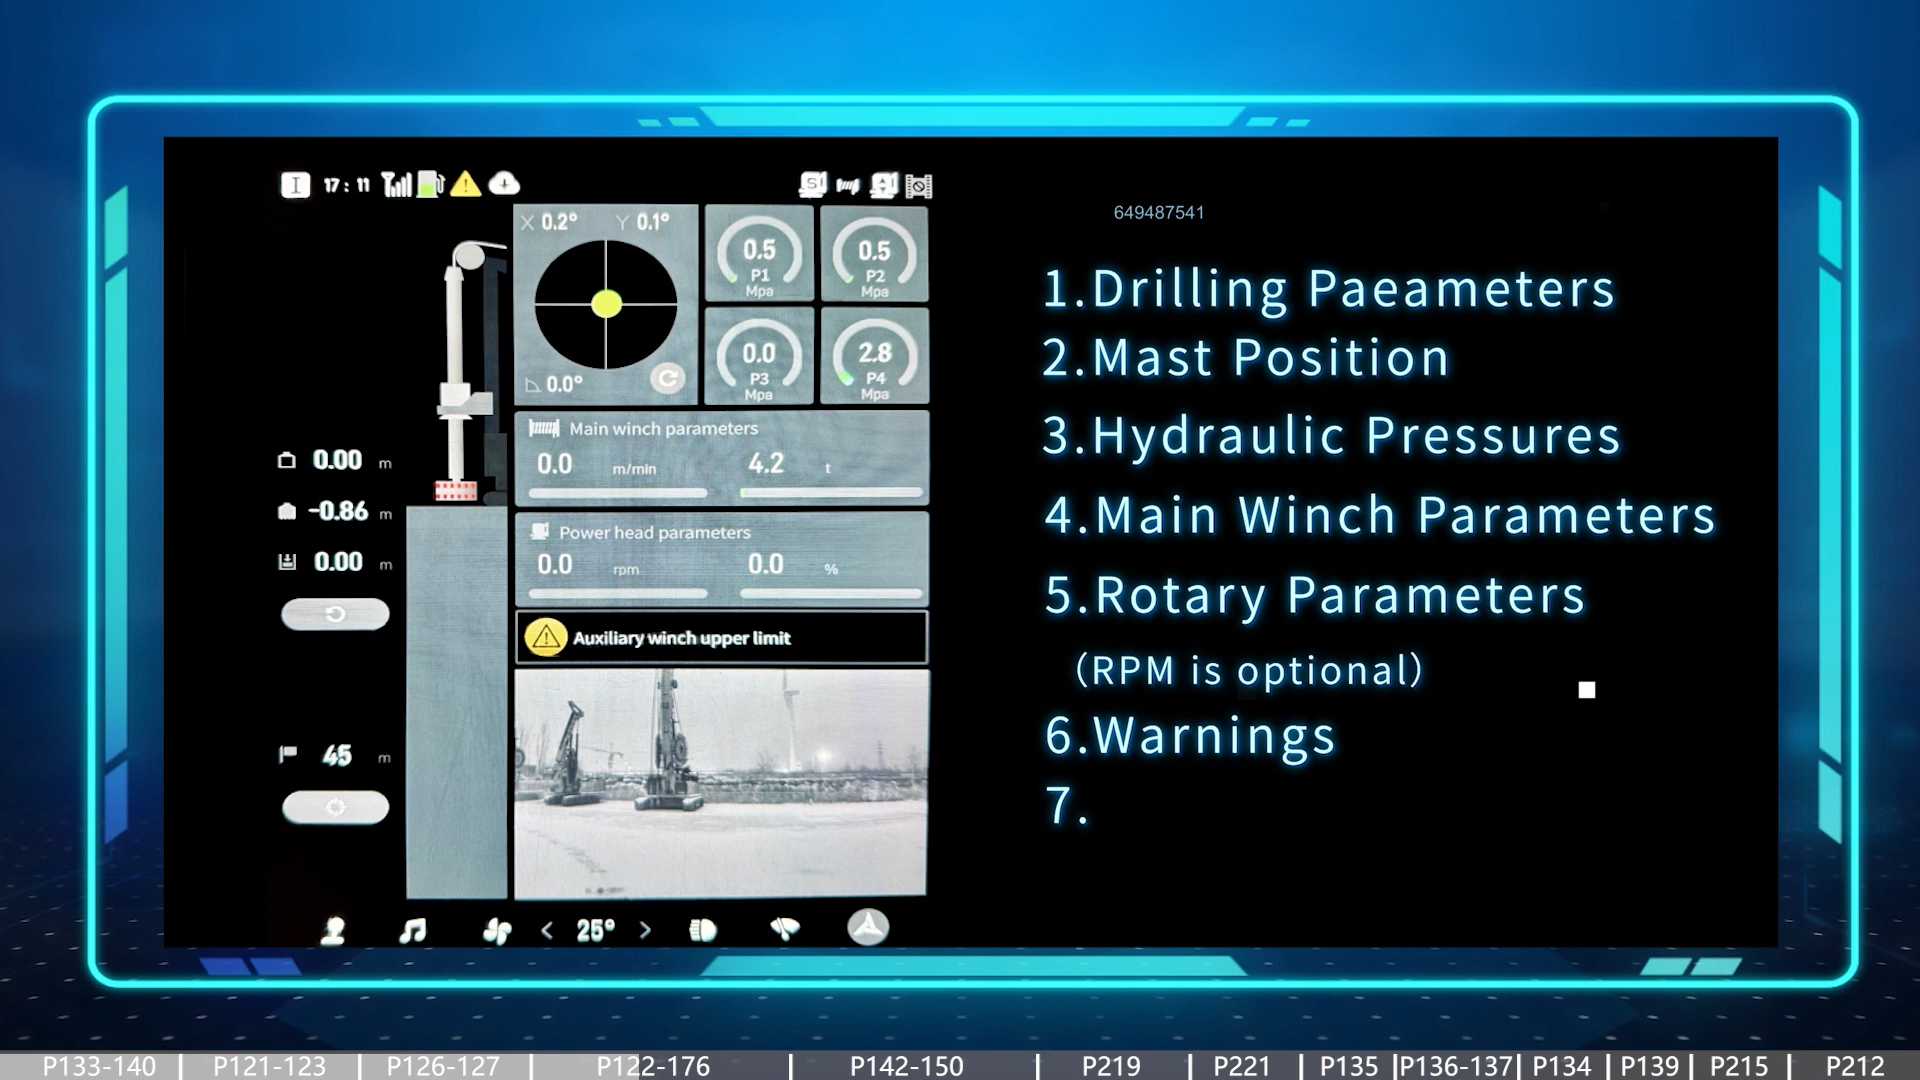 17:11
X 0.2° Y 0.1°
0.0°
0.5
P1
Mpa
0.5
P2
Mpa
0.0
P3
Mpa
2.8
P4
Mpa
Main winch parameters
0.0 m/min 4.2 t
Power head parameters
0.0 rpm 0.0 %
Auxiliary winch upper limit
0.00 m
-0.86 m
0.00 m
45 m
< 25° >
649487541
1.Drilling Paeameters
2.Mast Position
3.Hydraulic Pressures
4.Main Winch Parameters
5.Rotary Parameters
(RPM is optional)
6.Warnings
7.
P133-140 P121-123 P126-127 P122-176 P142-150 P219 P221 P135 P136-137 P134 P139 P215 P212